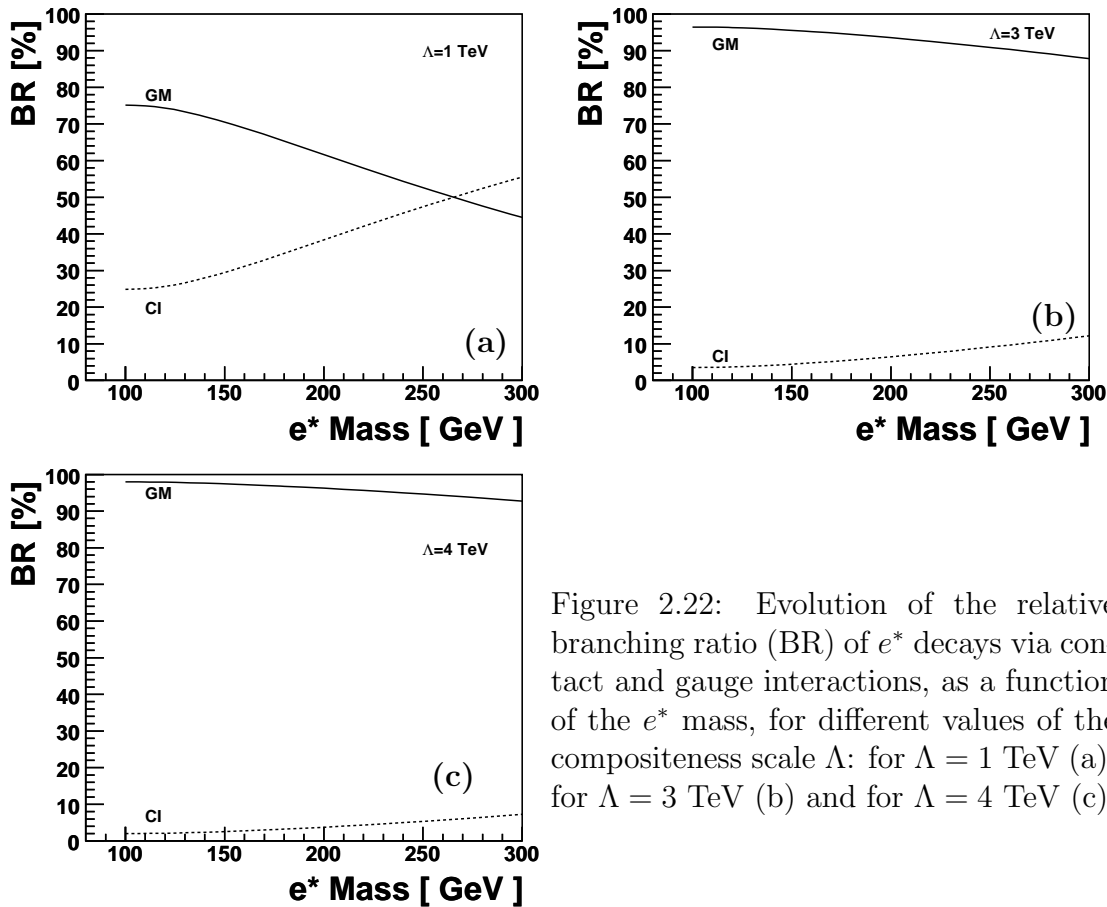 100
90
80
70
60
50
40
30
20
10
0
BR [%]
Λ=1 TeV
GM
CI
(a)
100 150 200 250 300
e* Mass [ GeV ]
100
90
80
70
60
50
40
30
20
10
0
BR [%]
Λ=3 TeV
GM
CI
(b)
100 150 200 250 300
e* Mass [ GeV ]
100
90
80
70
60
50
40
30
20
10
0
BR [%]
GM
Λ=4 TeV
CI
(c)
100 150 200 250 300
e* Mass [ GeV ]
Figure 2.22: Evolution of the relative
branching ratio (BR) of e* decays via con
tact and gauge interactions, as a function
of the e* mass, for different values of the
compositeness scale Λ: for Λ = 1 TeV (a)
for Λ = 3 TeV (b) and for Λ = 4 TeV (c)